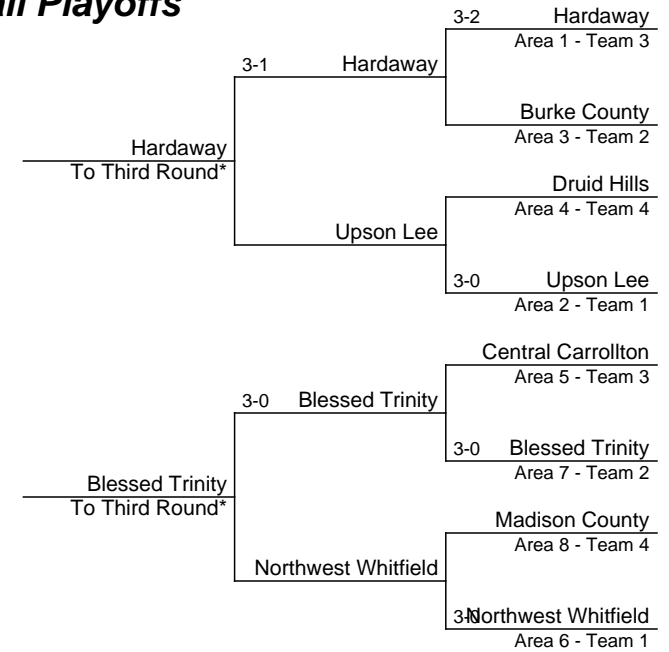 all Playoffs
3-2 Hardaway
Area 1 - Team 3
3-1 Hardaway
Burke County
Area 3 - Team 2
Hardaway
To Third Round*
Druid Hills
Area 4 - Team 4
Upson Lee
3-0 Upson Lee
Area 2 - Team 1
Central Carrollton
Area 5 - Team 3
3-0 Blessed Trinity
3-0 Blessed Trinity
Area 7 - Team 2
Blessed Trinity
To Third Round*
Madison County
Area 8 - Team 4
Northwest Whitfield
3-0 Northwest Whitfield
Area 6 - Team 1